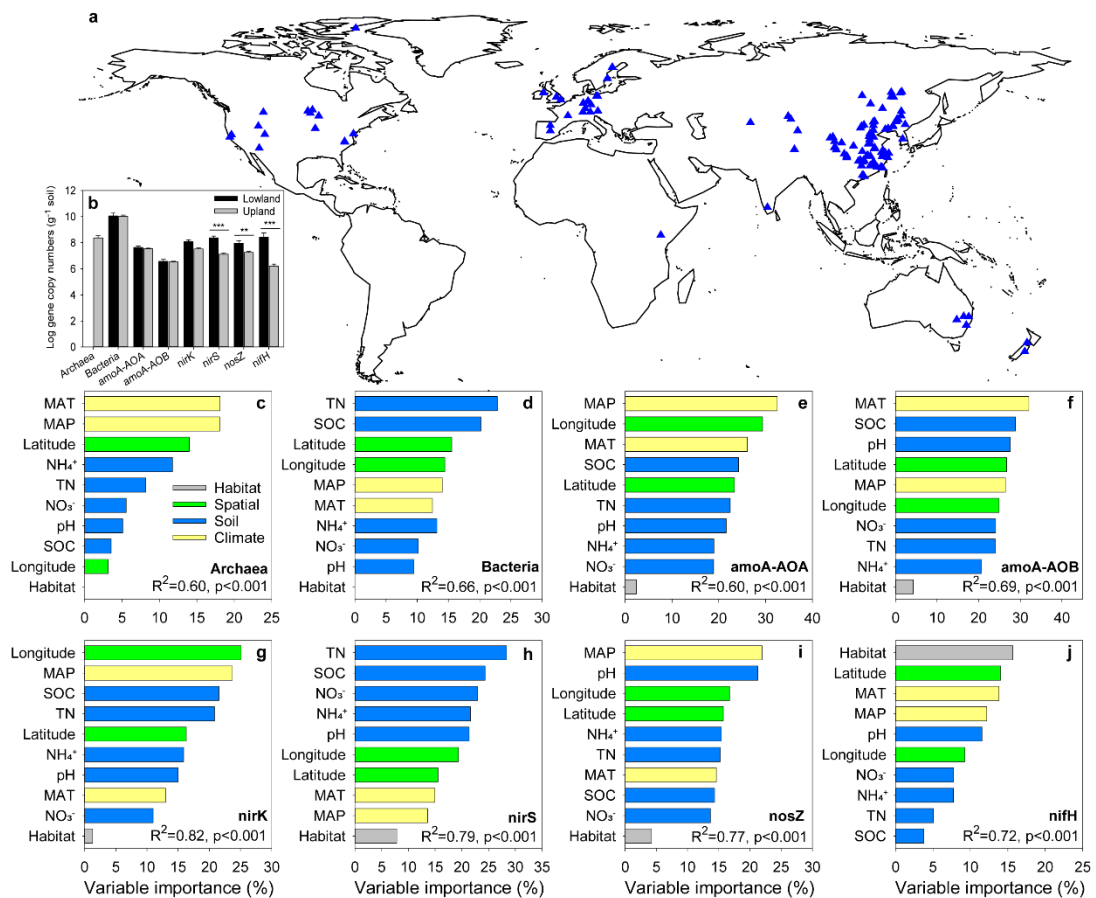 a
b
Lowland
Upland
Log gene copy numbers (g⁻¹ soil)
12
10
8
6
4
2
0
***
**
***
Archaea
Bacteria
amoA-AOA
amoA-AOB
nirK
nirS
nosZ
nifH
c
MAT
MAP
Latitude
NH₄⁺
TN
NO₃⁻
pH
SOC
Longitude
Habitat
Habitat
Spatial
Soil
Climate
Archaea
R²=0.60, p<0.001
0 5 10 15 20 25
d
TN
SOC
Latitude
Longitude
MAP
MAT
NH₄⁺
NO₃⁻
pH
Habitat
Bacteria
R²=0.66, p<0.001
0 5 10 15 20 25 30
e
MAP
Longitude
MAT
SOC
Latitude
TN
pH
NH₄⁺
NO₃⁻
Habitat
amoA-AOA
R²=0.60, p<0.001
0 10 20 30 40
f
MAT
SOC
pH
Latitude
MAP
Longitude
NO₃⁻
TN
NH₄⁺
Habitat
amoA-AOB
R²=0.69, p<0.001
0 10 20 30 40
g
Longitude
MAP
SOC
TN
Latitude
NH₄⁺
pH
MAT
NO₃⁻
Habitat
nirK
R²=0.82, p<0.001
0 5 10 15 20 25 30
Variable importance (%)
h
TN
SOC
NO₃⁻
NH₄⁺
pH
Longitude
Latitude
MAT
MAP
Habitat
nirS
R²=0.79, p<0.001
0 5 10 15 20 25 30 35
Variable importance (%)
i
MAP
pH
Longitude
Latitude
NH₄⁺
TN
MAT
SOC
NO₃⁻
Habitat
nosZ
R²=0.77, p<0.001
0 5 10 15 20 25 30
Variable importance (%)
j
Habitat
Latitude
MAT
MAP
pH
Longitude
NO₃⁻
NH₄⁺
TN
SOC
nifH
R²=0.72, p<0.001
0 5 10 15 20 25
Variable importance (%)